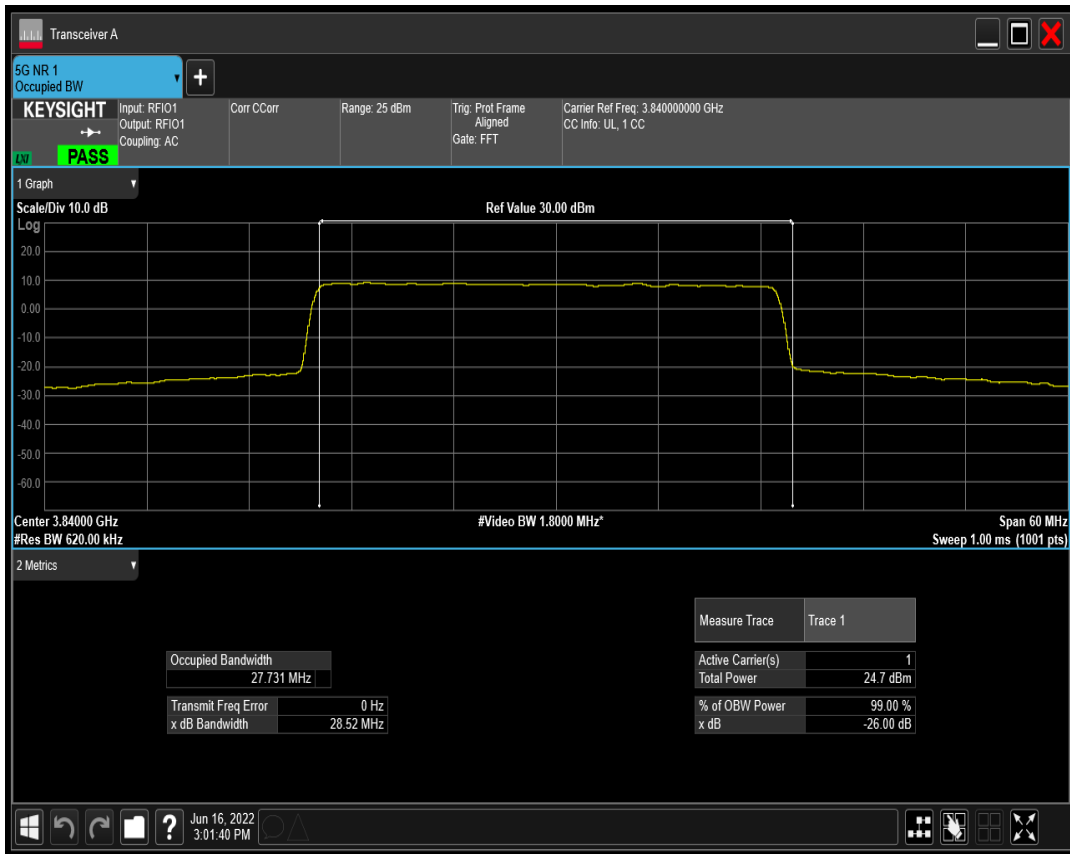 Transceiver A
5G NR 1
Occupied BW
+
KEYSIGHT
LXI
PASS
Input: RFIO1
Output: RFIO1
Coupling: AC
Corr CCorr
Range: 25 dBm
Trig: Prot Frame
Aligned
Gate: FFT
Carrier Ref Freq: 3.840000000 GHz
CC Info: UL, 1 CC
1 Graph
Scale/Div 10.0 dB
Ref Value 30.00 dBm
Log
20.0
10.0
0.00
-10.0
-20.0
-30.0
-40.0
-50.0
-60.0
Center 3.84000 GHz
#Video BW 1.8000 MHz*
Span 60 MHz
#Res BW 620.00 kHz
Sweep 1.00 ms (1001 pts)
2 Metrics
Measure Trace Trace 1
Occupied Bandwidth
27.731 MHz
Active Carrier(s) 1
Total Power 24.7 dBm
Transmit Freq Error 0 Hz
x dB Bandwidth 28.52 MHz
% of OBW Power 99.00 %
x dB -26.00 dB
?
Jun 16, 2022
3:01:40 PM